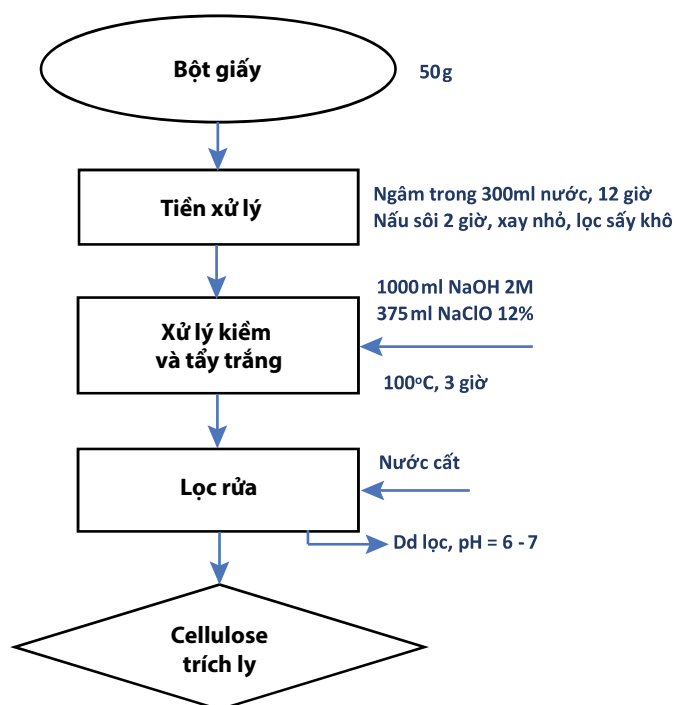 Bột giấy
50g
Tiền xử lý
Ngâm trong 300ml nước, 12 giờ
Nấu sôi 2 giờ, xay nhỏ, lọc sấy khô
1000ml NaOH 2M
375ml NaClO 12%
Xử lý kiềm
và tẩy trắng
100°C, 3 giờ
Nước cất
Lọc rửa
Dd lọc, pH = 6 - 7
Cellulose
trích ly